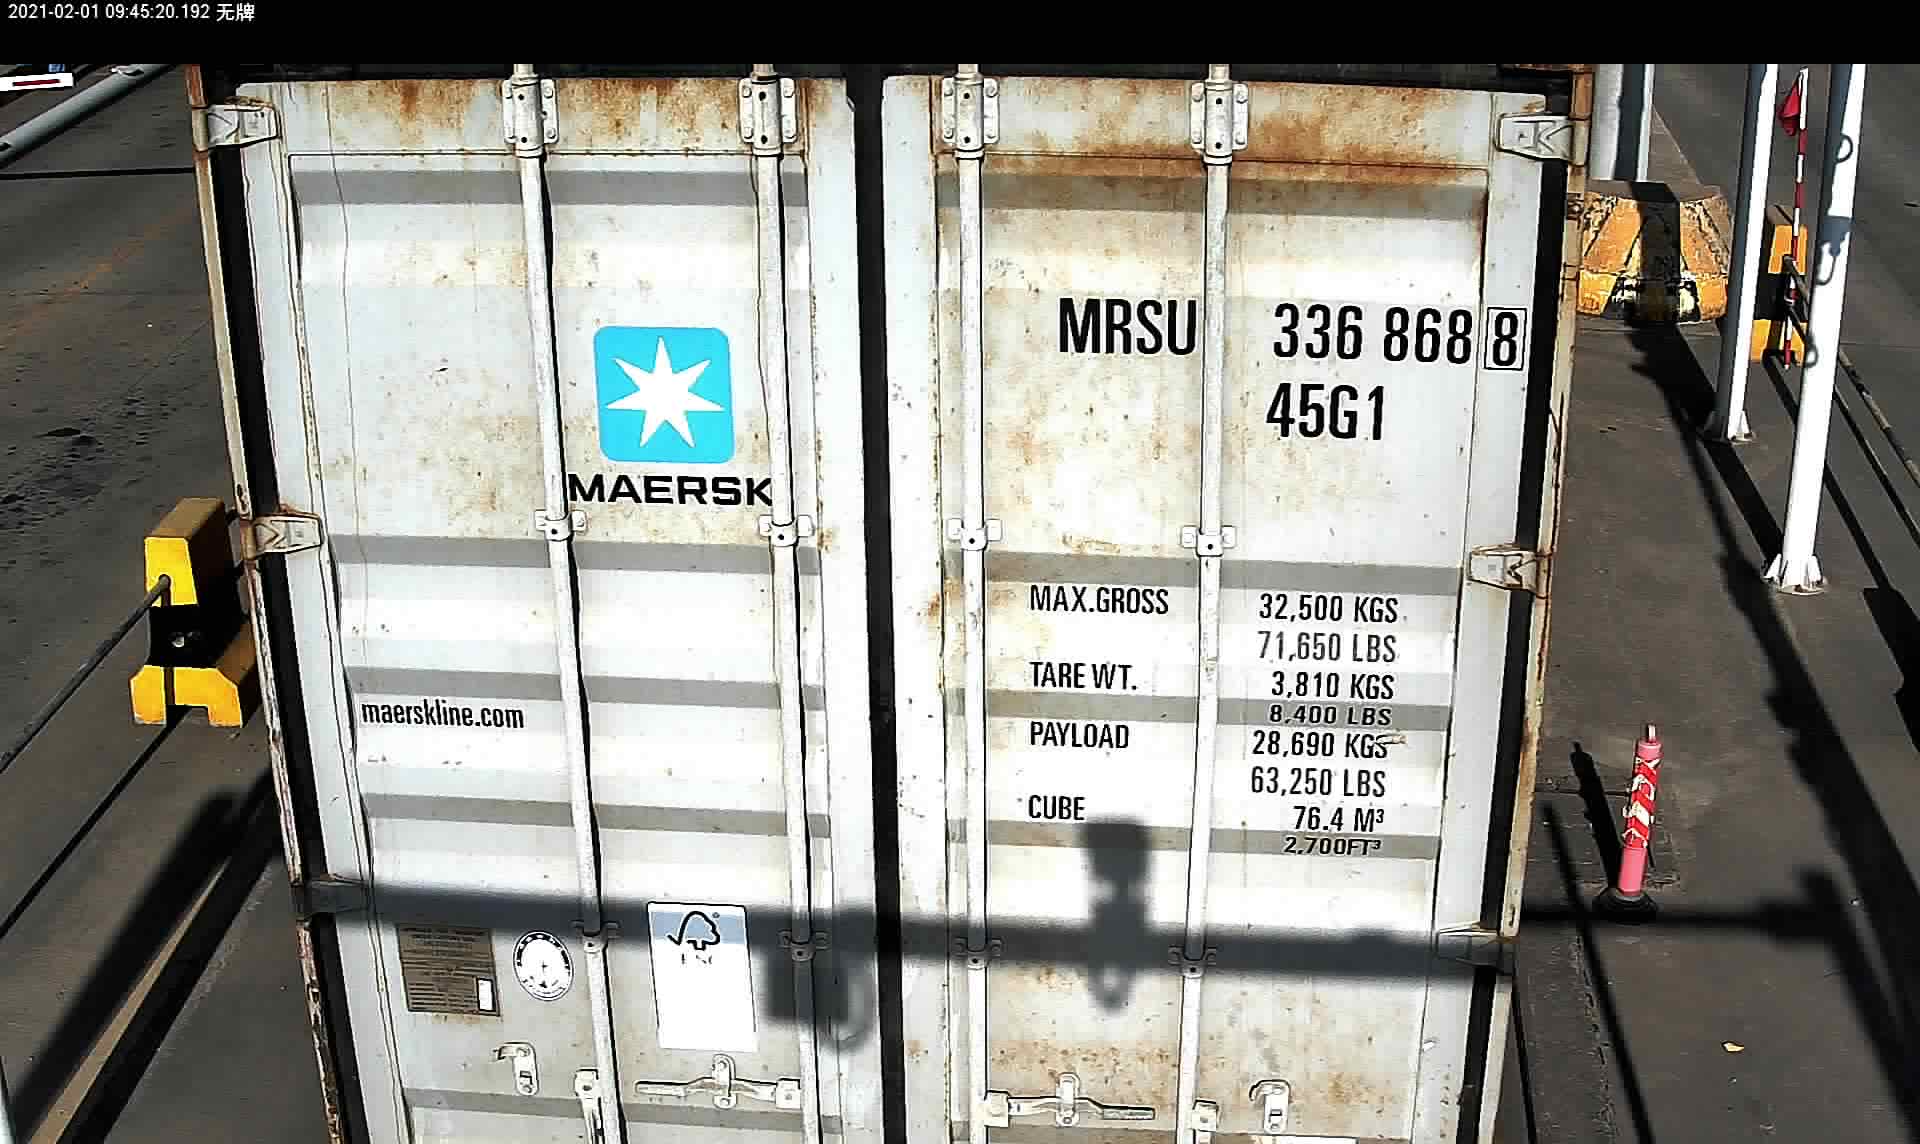 2021-02-01 09:45:20.192 无牌
MRSU 336 868 8
45G1
MAERSK
MAX.GROSS 32,500 KGS
71,650 LBS
TARE WT. 3,810 KGS
8,400 LBS
PAYLOAD 28,690 KGS
63,250 LBS
CUBE 76.4 M³
2,700FT³
maerskline.com
FSC